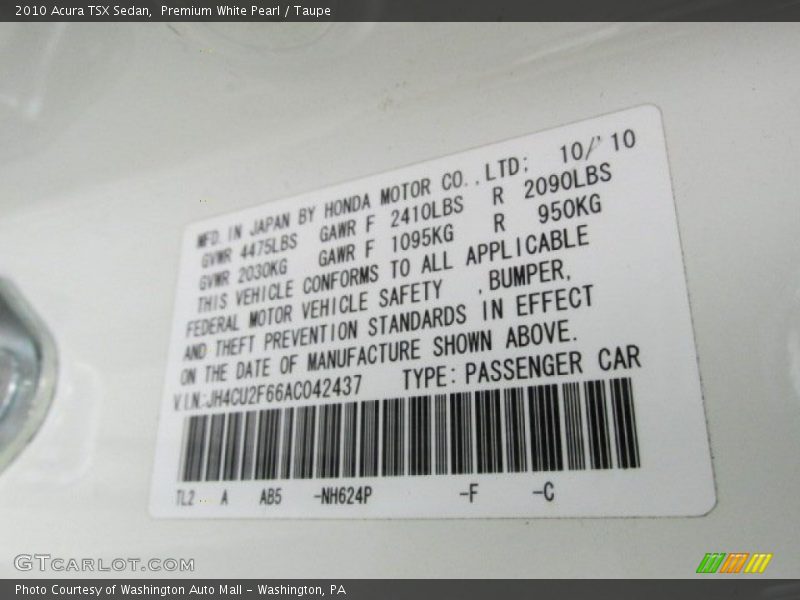 2010 Acura TSX Sedan, Premium White Pearl / Taupe
MFD. IN JAPAN BY HONDA MOTOR CO.,LTD; 10/'10
GVWR 4475LBS GAWR F 2410LBS R 2090LBS
GVWR 2030KG GAWR F 1095KG R 950KG
THIS VEHICLE CONFORMS TO ALL APPLICABLE
FEDERAL MOTOR VEHICLE SAFETY ,BUMPER,
AND THEFT PREVENTION STANDARDS IN EFFECT
ON THE DATE OF MANUFACTURE SHOWN ABOVE.
V.I.N:JH4CU2F66AC042437 TYPE: PASSENGER CAR
TL2 A AB5 -NH624P -F -C
GTCARLOT.COM
Photo Courtesy of Washington Auto Mall - Washington, PA